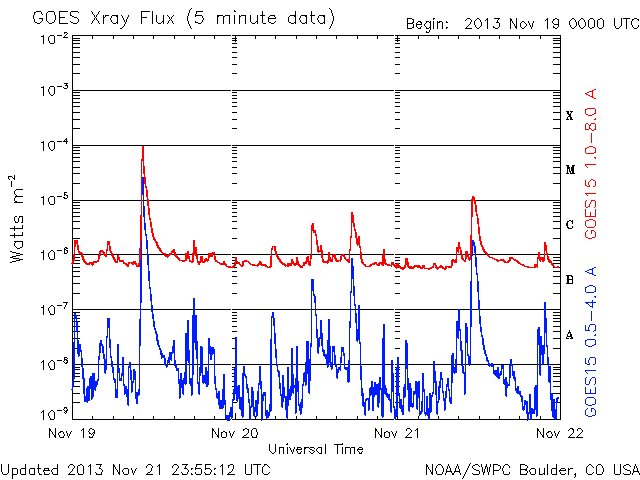 GOES Xray Flux (5 minute data)
Begin: 2013 Nov 19 0000 UTC
10⁻²
10⁻³
10⁻⁴
10⁻⁵
10⁻⁶
10⁻⁷
10⁻⁸
10⁻⁹
Watts m⁻²
X
M
C
B
A
GOES15 1.0-8.0 A
GOES15 0.5-4.0 A
Nov 19
Nov 20
Nov 21
Nov 22
Universal Time
Updated 2013 Nov 21 23:55:12 UTC
NOAA/SWPC Boulder, CO USA